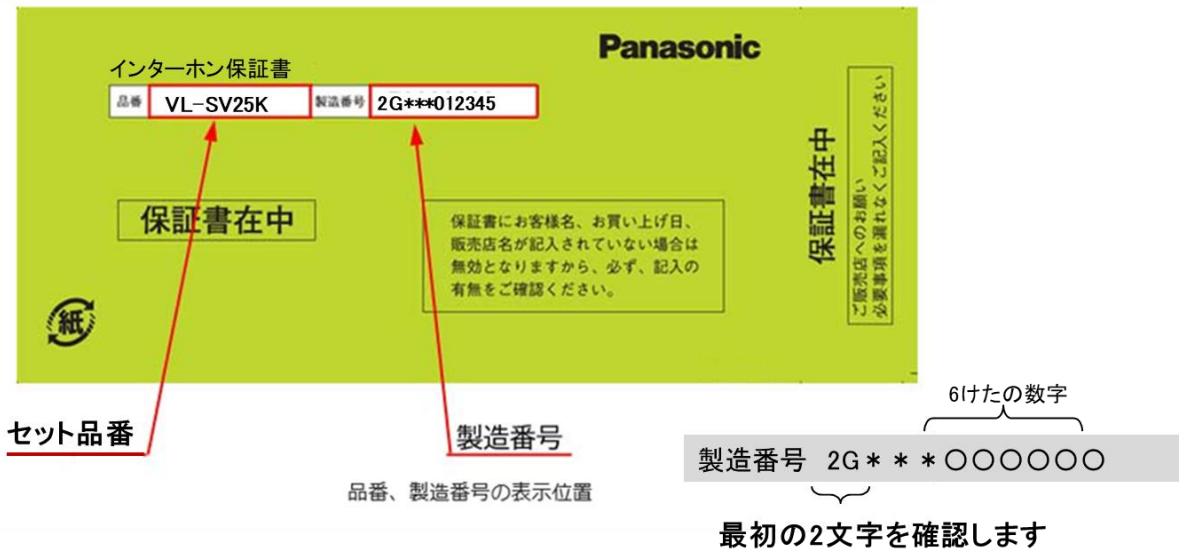 Panasonic
インターホン保証書
品番 VL-SV25K 製造番号 2G***012345
保証書在中
保証書にお客様名、お買い上げ日、
販売店名が記入されていない場合は
無効となりますから、必ず、記入の
有無をご確認ください。
紙
保証書在中
ご販売店へのお願い
必要事項を漏れなくご記入ください
セット品番
製造番号
品番、製造番号の表示位置
6けたの数字
製造番号 2G***〇〇〇〇〇〇
最初の2文字を確認します